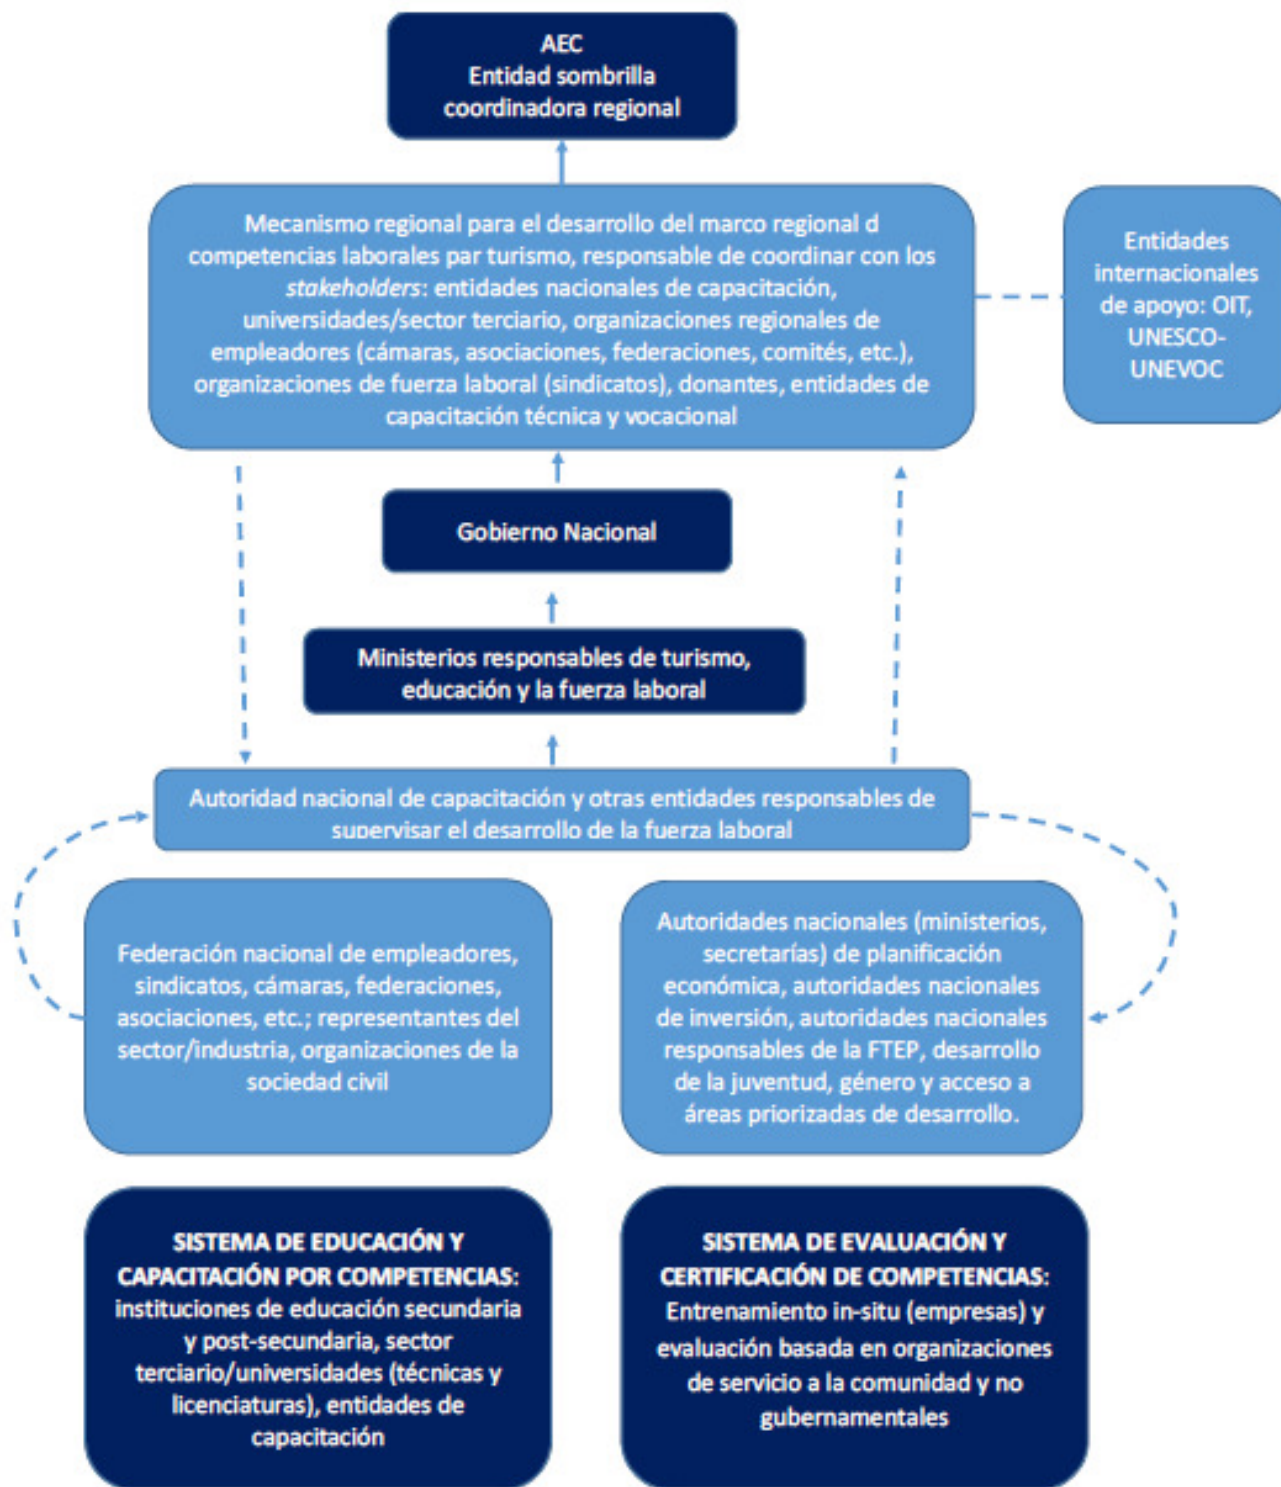 AEC
Entidad sombrilla
coordinadora regional
Mecanismo regional para el desarrollo del marco regional d
competencias laborales par turismo, responsable de coordinar con los
stakeholders: entidades nacionales de capacitación,
universidades/sector terciario, organizaciones regionales de
empleadores (cámaras, asociaciones, federaciones, comités, etc.),
organizaciones de fuerza laboral (sindicatos), donantes, entidades de
capacitación técnica y vocacional
Entidades
internacionales
de apoyo: OIT,
UNESCO-
UNEVOC
Gobierno Nacional
Ministerios responsables de turismo,
educación y la fuerza laboral
Autoridad nacional de capacitación y otras entidades responsables de
supervisar el desarrollo de la fuerza laboral
Federación nacional de empleadores,
sindicatos, cámaras, federaciones,
asociaciones, etc.; representantes del
sector/industria, organizaciones de la
sociedad civil
Autoridades nacionales (ministerios,
secretarías) de planificación
económica, autoridades nacionales
de inversión, autoridades nacionales
responsables de la FTEP, desarrollo
de la juventud, género y acceso a
áreas priorizadas de desarrollo.
SISTEMA DE EDUCACIÓN Y
CAPACITACIÓN POR COMPETENCIAS:
instituciones de educación secundaria
y post-secundaria, sector
terciario/universidades (técnicas y
licenciaturas), entidades de
capacitación
SISTEMA DE EVALUACIÓN Y
CERTIFICACIÓN DE COMPETENCIAS:
Entrenamiento in-situ (empresas) y
evaluación basada en organizaciones
de servicio a la comunidad y no
gubernamentales